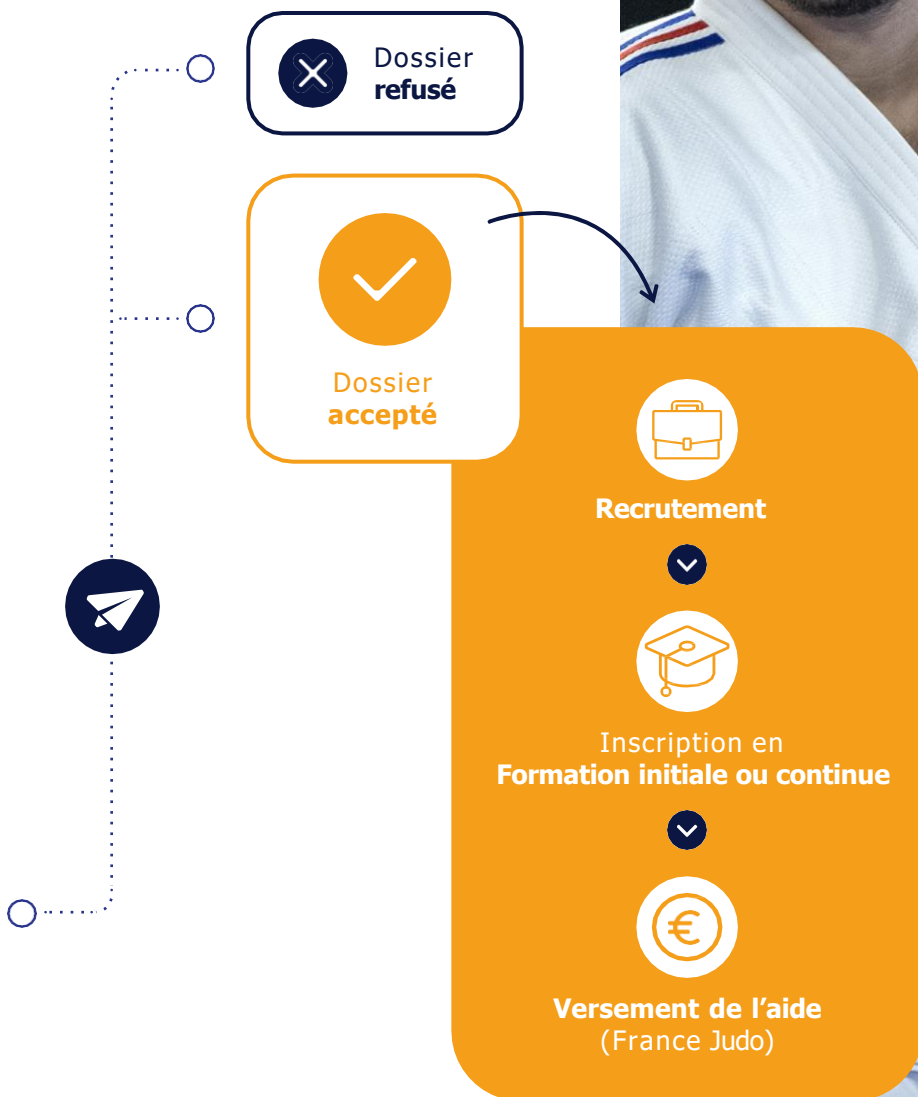 Dossier
refusé
Dossier
accepté
Recrutement
Inscription en
Formation initiale ou continue
Versement de l’aide
(France Judo)